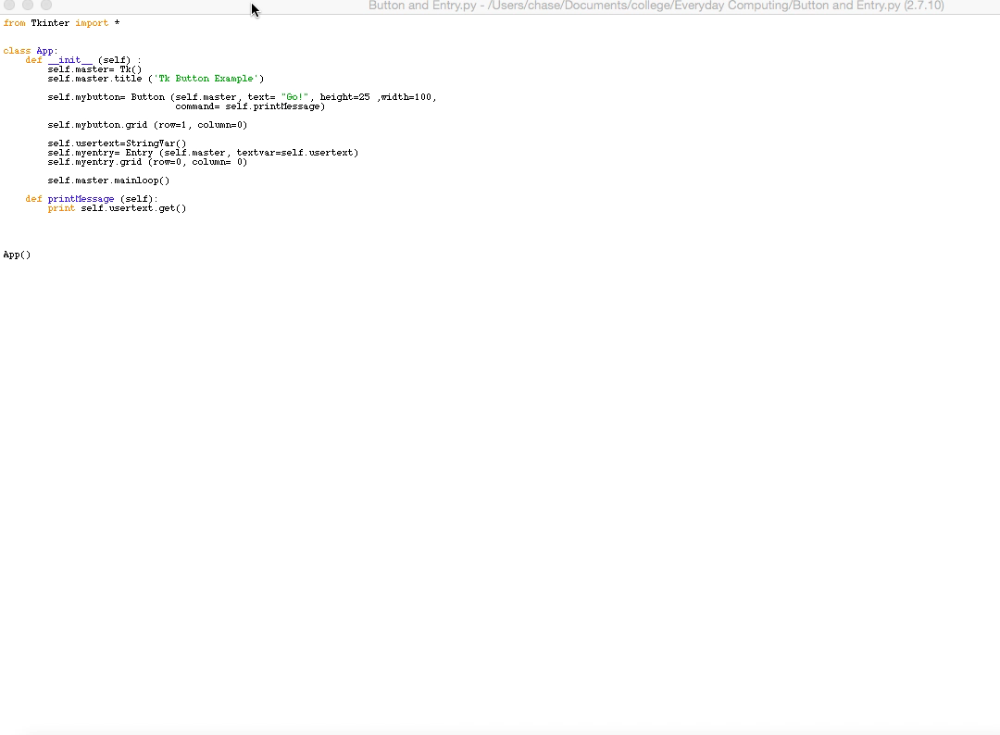 Button and Entry.py - /Users/chase/Documents/college/Everyday Computing/Button and Entry.py (2.7.10)
from Tkinter import *
class App:
    def __init__ (self) :
        self.master= Tk()
        self.master.title ('Tk Button Example')
        self.mybutton= Button (self.master, text= "Go!", height=25 ,width=100,
                               command= self.printMessage)
        self.mybutton.grid (row=1, column=0)
        self.usertext=StringVar()
        self.myentry= Entry (self.master, textvar=self.usertext)
        self.myentry.grid (row=0, column= 0)
        self.master.mainloop()
    def printMessage (self):
        print self.usertext.get()
App()